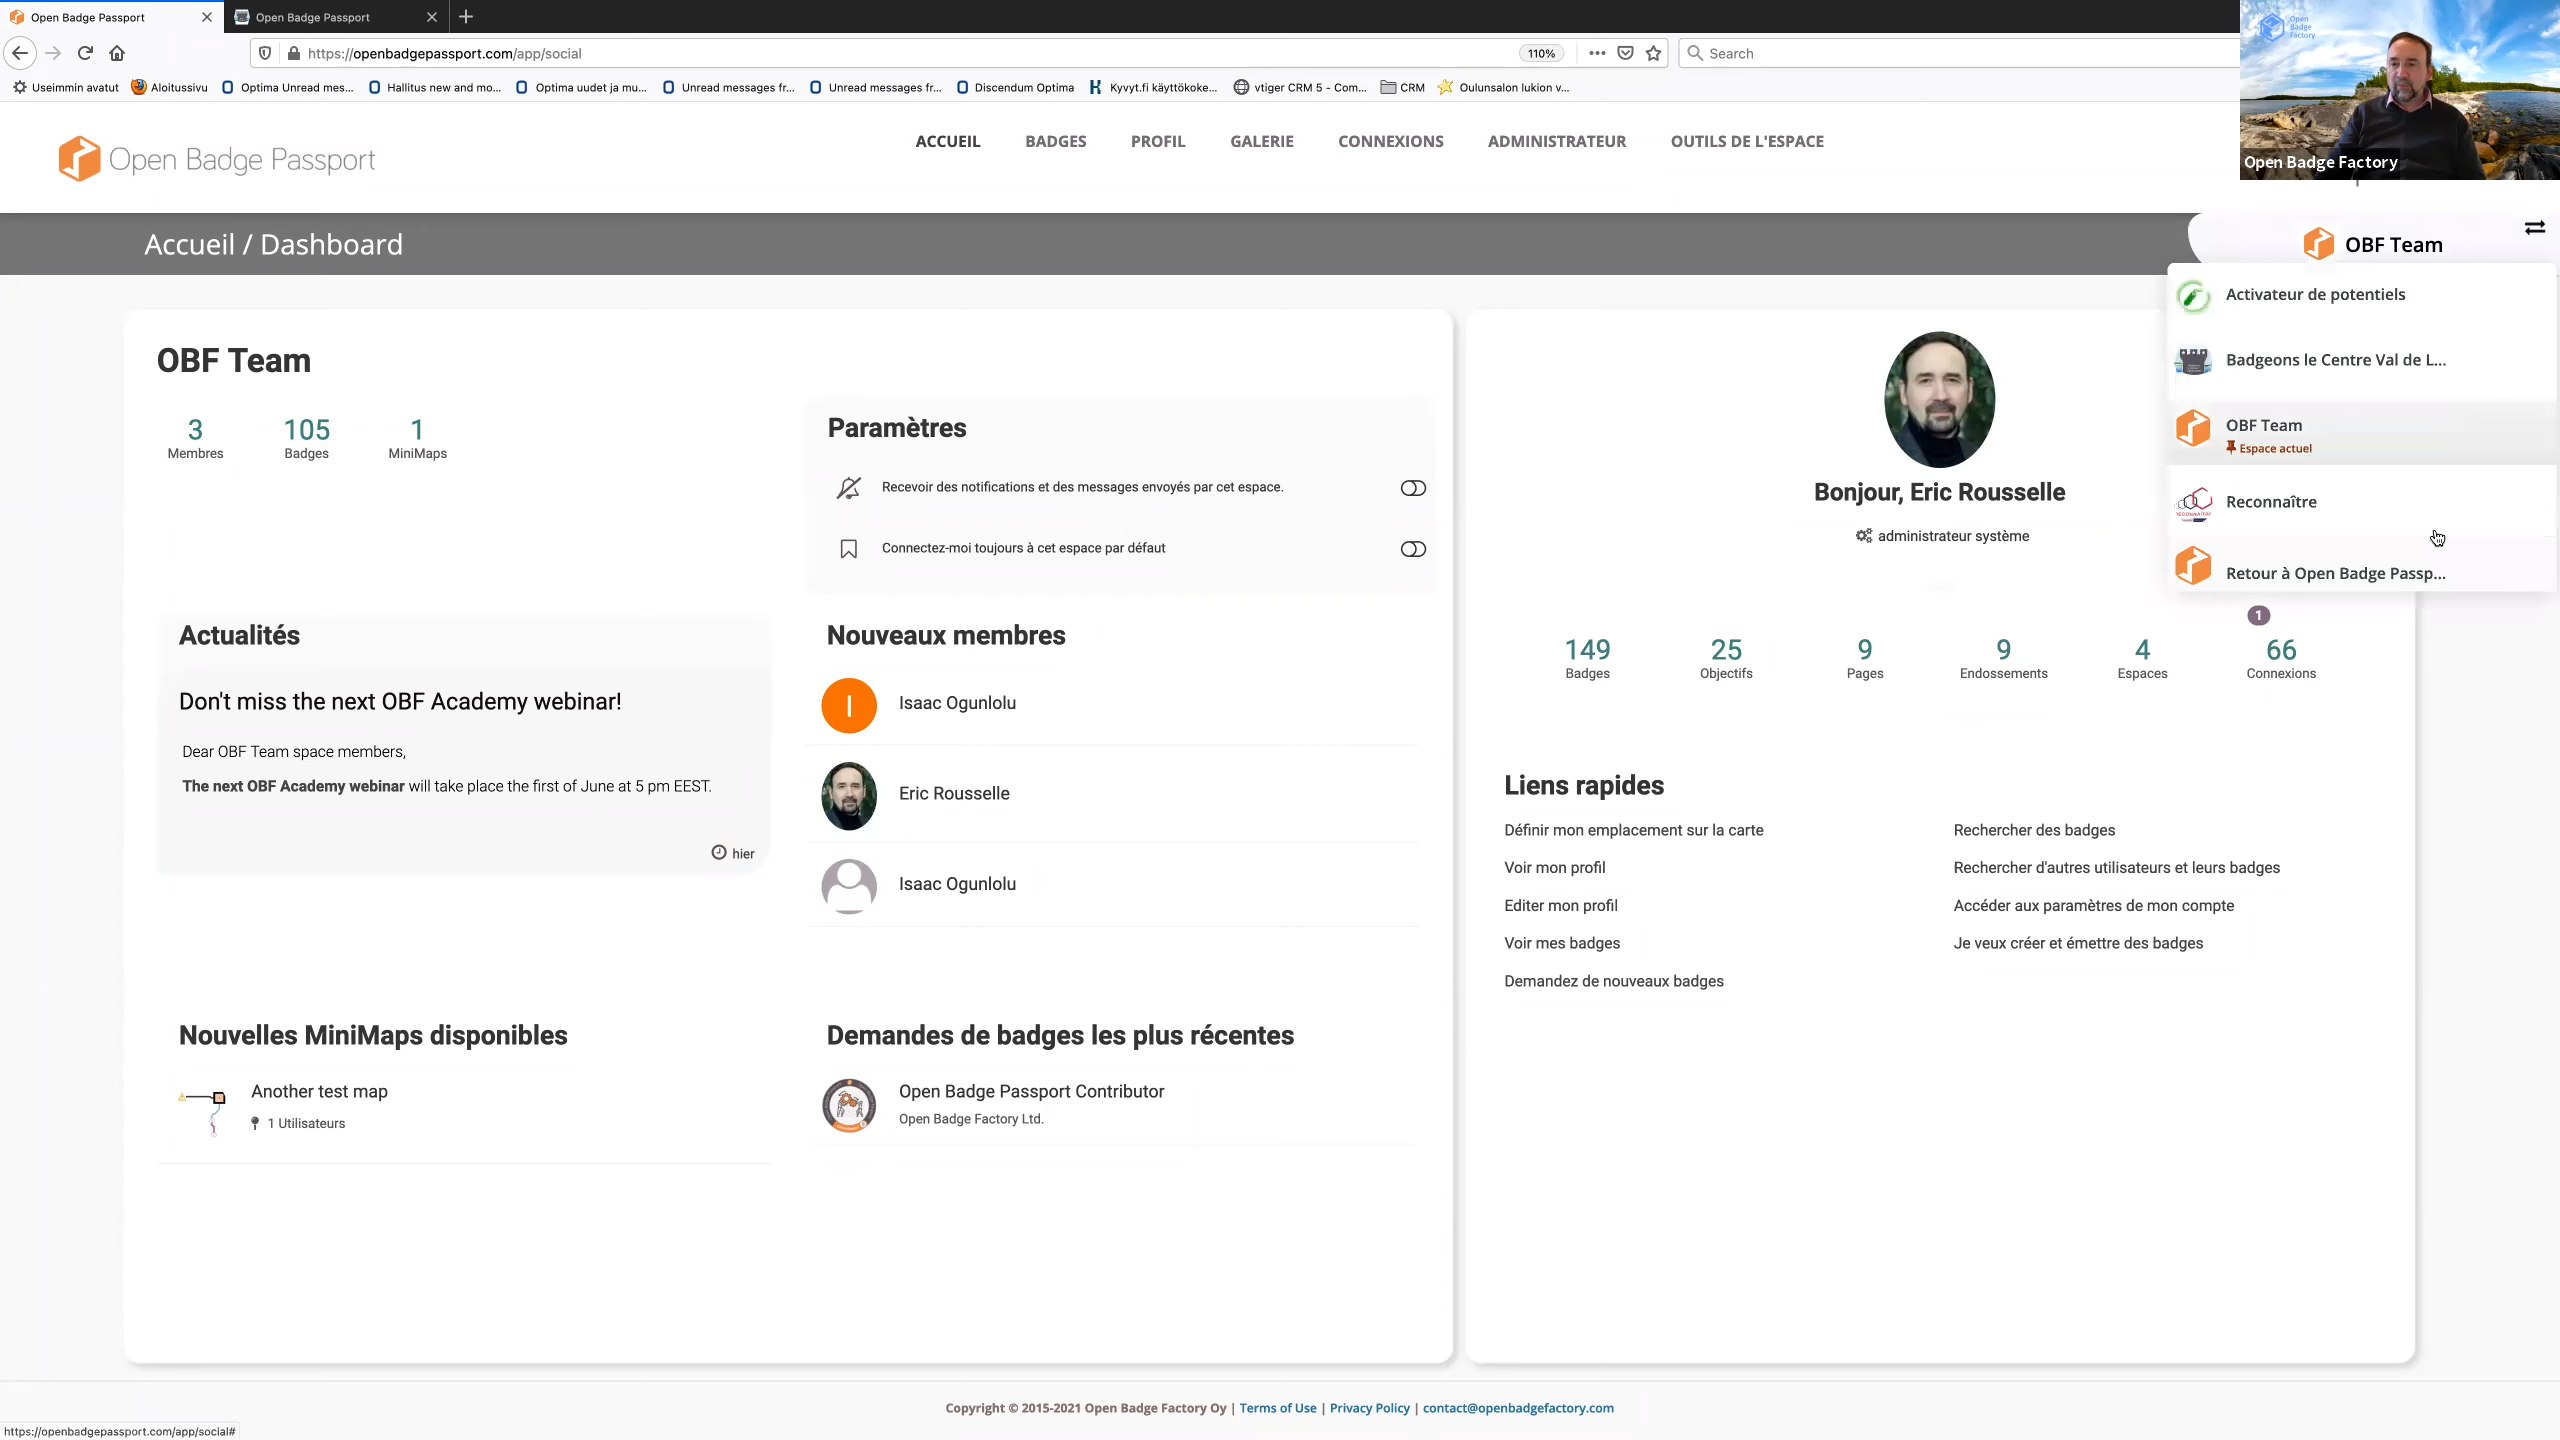 Open Badge Passport
Open Badge Passport
https://openbadgepassport.com/app/social
110%
Search
Useimmin avatut
Aloitussivu
Optima Unread mes...
Hallitus new and mo...
Optima uudet ja mu...
Unread messages fr...
Unread messages fr...
Discendum Optima
Kyvyt.fi käyttökoke...
vtiger CRM 5 - Com...
CRM
Oulunsalon lukion v...
Open
Badge
Factory
Open Badge Factory
Open Badge Passport
ACCUEIL
BADGES
PROFIL
GALERIE
CONNEXIONS
ADMINISTRATEUR
OUTILS DE L'ESPACE
Accueil / Dashboard
OBF Team
Activateur de potentiels
Badgeons le Centre Val de L...
OBF Team
Espace actuel
Reconnaître
Retour à Open Badge Passp...
OBF Team
3
Membres
105
Badges
1
MiniMaps
Paramètres
Recevoir des notifications et des messages envoyés par cet espace.
Connectez-moi toujours à cet espace par défaut
Actualités
Don't miss the next OBF Academy webinar!
Dear OBF Team space members,
The next OBF Academy webinar will take place the first of June at 5 pm EEST.
hier
Nouveaux membres
I
Isaac Ogunlolu
Eric Rousselle
Isaac Ogunlolu
Nouvelles MiniMaps disponibles
Another test map
1 Utilisateurs
Demandes de badges les plus récentes
Open Badge Passport Contributor
Open Badge Factory Ltd.
Bonjour, Eric Rousselle
administrateur système
149
Badges
25
Objectifs
9
Pages
9
Endossements
4
Espaces
1
66
Connexions
Liens rapides
Définir mon emplacement sur la carte
Voir mon profil
Editer mon profil
Voir mes badges
Demandez de nouveaux badges
Rechercher des badges
Rechercher d'autres utilisateurs et leurs badges
Accéder aux paramètres de mon compte
Je veux créer et émettre des badges
Copyright © 2015-2021 Open Badge Factory Oy | Terms of Use | Privacy Policy | contact@openbadgefactory.com
https://openbadgepassport.com/app/social#